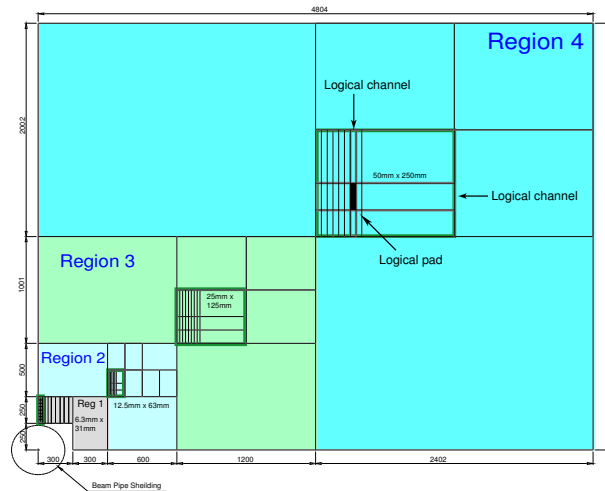 4804
Region 4
Logical channel
2002
50mm x 250mm
Logical channel
Logical pad
Region 3
1001
25mm x
125mm
Region 2
500
Reg 1
12.5mm x 63mm
250
6.3mm x
31mm
250
300
300
600
1200
2402
Beam Pipe Sheilding